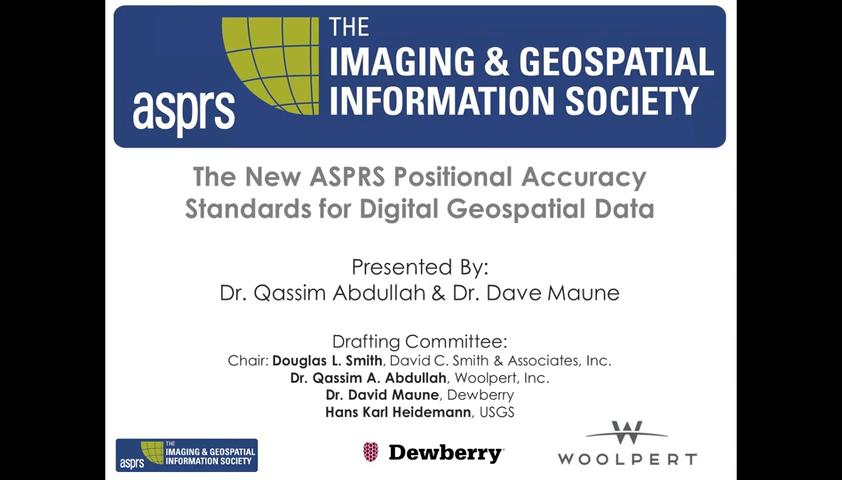 asprs
THE
IMAGING & GEOSPATIAL
INFORMATION SOCIETY
The New ASPRS Positional Accuracy
Standards for Digital Geospatial Data
Presented By:
Dr. Qassim Abdullah & Dr. Dave Maune
Drafting Committee:
Chair: Douglas L. Smith, David C. Smith & Associates, Inc.
Dr. Qassim A. Abdullah, Woolpert, Inc.
Dr. David Maune, Dewberry
Hans Karl Heidemann, USGS
asprs
THE
IMAGING & GEOSPATIAL
INFORMATION SOCIETY
Dewberry
WOOLPERT